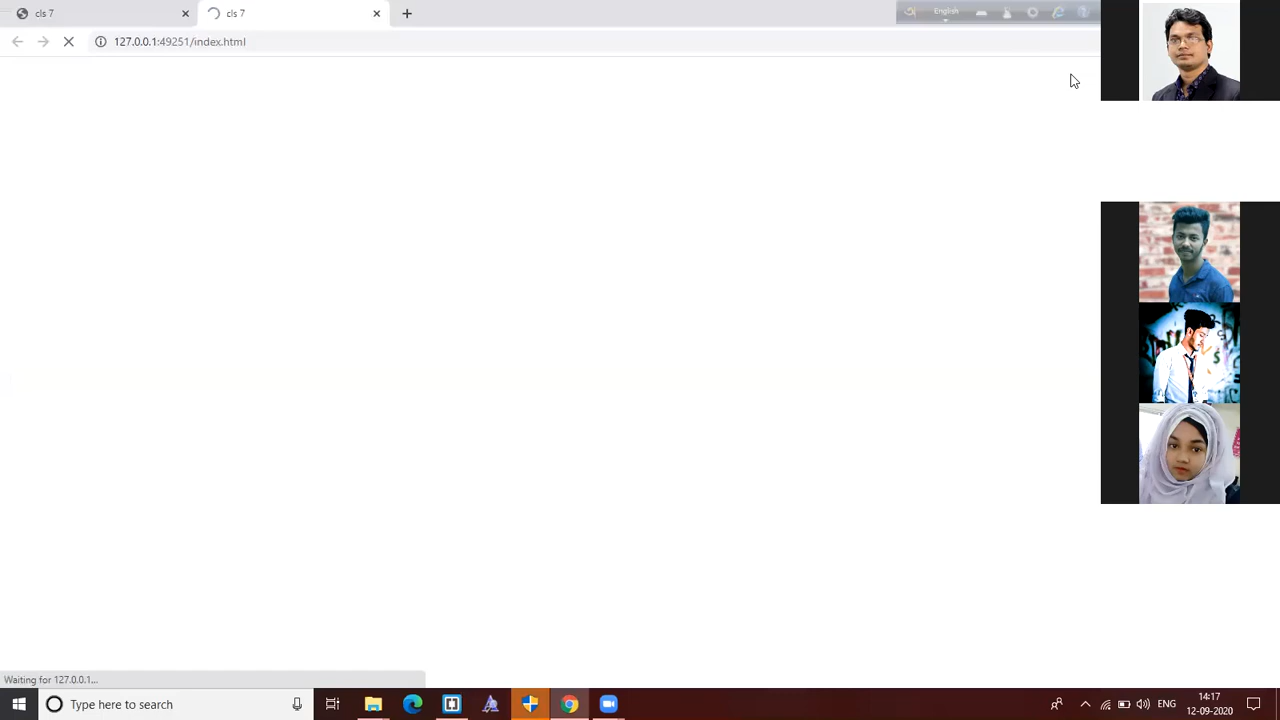 cls 7
cls 7
English
127.0.0.1:49251/index.html
Waiting for 127.0.0.1...
Type here to search
ENG
14:17
12-09-2020